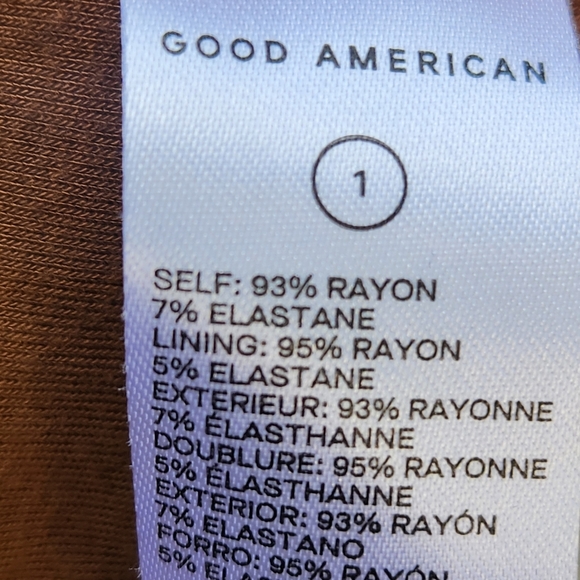 GOOD AMERICAN
1
SELF: 93% RAYON
7% ELASTANE
LINING: 95% RAYON
5% ELASTANE
EXTERIEUR: 93% RAYONNE
7% ÉLASTHANNE
DOUBLURE: 95% RAYONNE
5% ÉLASTHANNE
EXTERIOR: 93% RAYÓN
7% ELASTANO
FORRO: 95% RAYÓN
5%